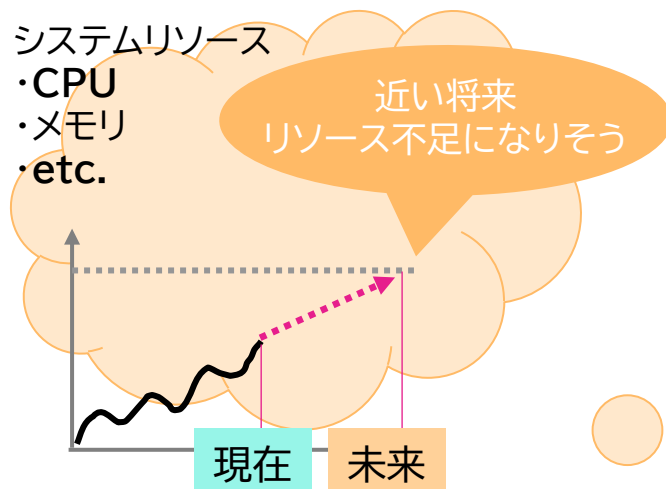 システムリソース
・CPU
・メモリ
・etc.
近い将来
リソース不足になりそう
現在
未来